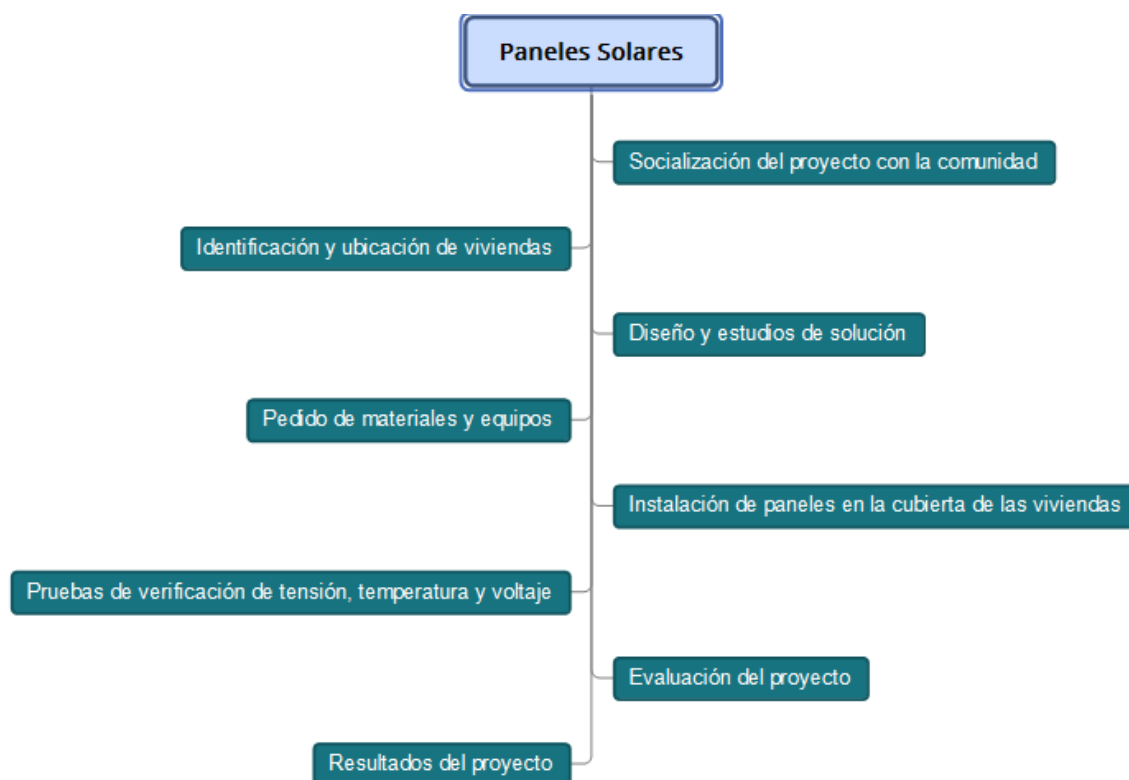 Paneles Solares
Socialización del proyecto con la comunidad
Identificación y ubicación de viviendas
Diseño y estudios de solución
Pedido de materiales y equipos
Instalación de paneles en la cubierta de las viviendas
Pruebas de verificación de tensión, temperatura y voltaje
Evaluación del proyecto
Resultados del proyecto